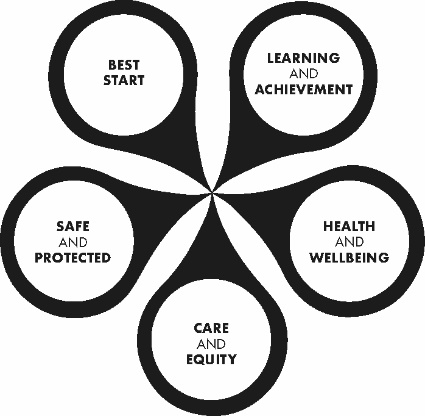 BEST
START
LEARNING
AND
ACHIEVEMENT
SAFE
AND
PROTECTED
HEALTH
AND
WELLBEING
CARE
AND
EQUITY